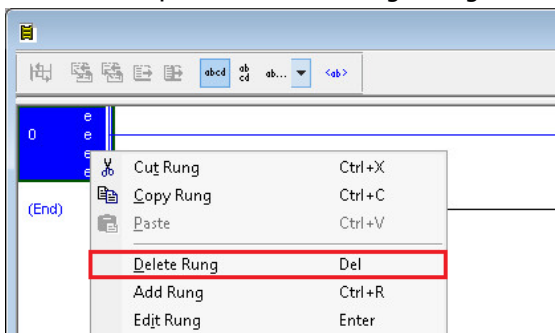 abcd ab cd ab... <ab>
0 e
e
e
e
Cut Rung Ctrl+X
(End) Copy Rung Ctrl+C
Paste Ctrl+V
Delete Rung Del
Add Rung Ctrl+R
Edit Rung Enter